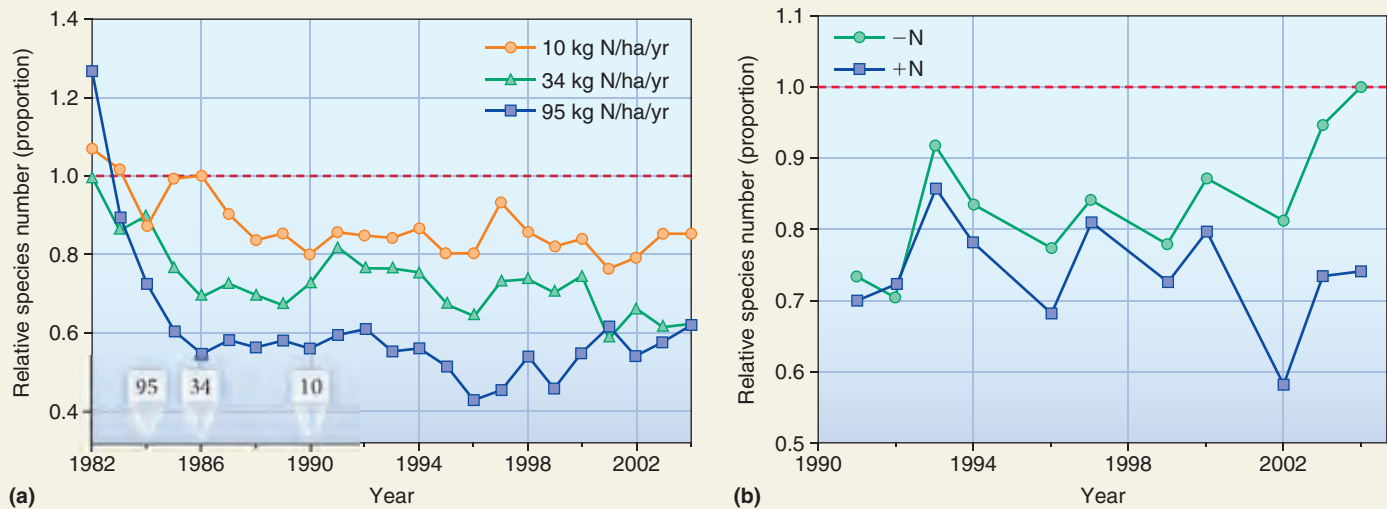 1.4
1.2
1.0
0.8
0.6
0.4
Relative species number (proportion)
10 kg N/ha/yr
34 kg N/ha/yr
95 kg N/ha/yr
95 34 10
1982 1986 1990 1994 1998 2002
Year
(a)
1.1
1.0
0.9
0.8
0.7
0.6
0.5
Relative species number (proportion)
−N
+N
1990 1994 1998 2002
Year
(b)